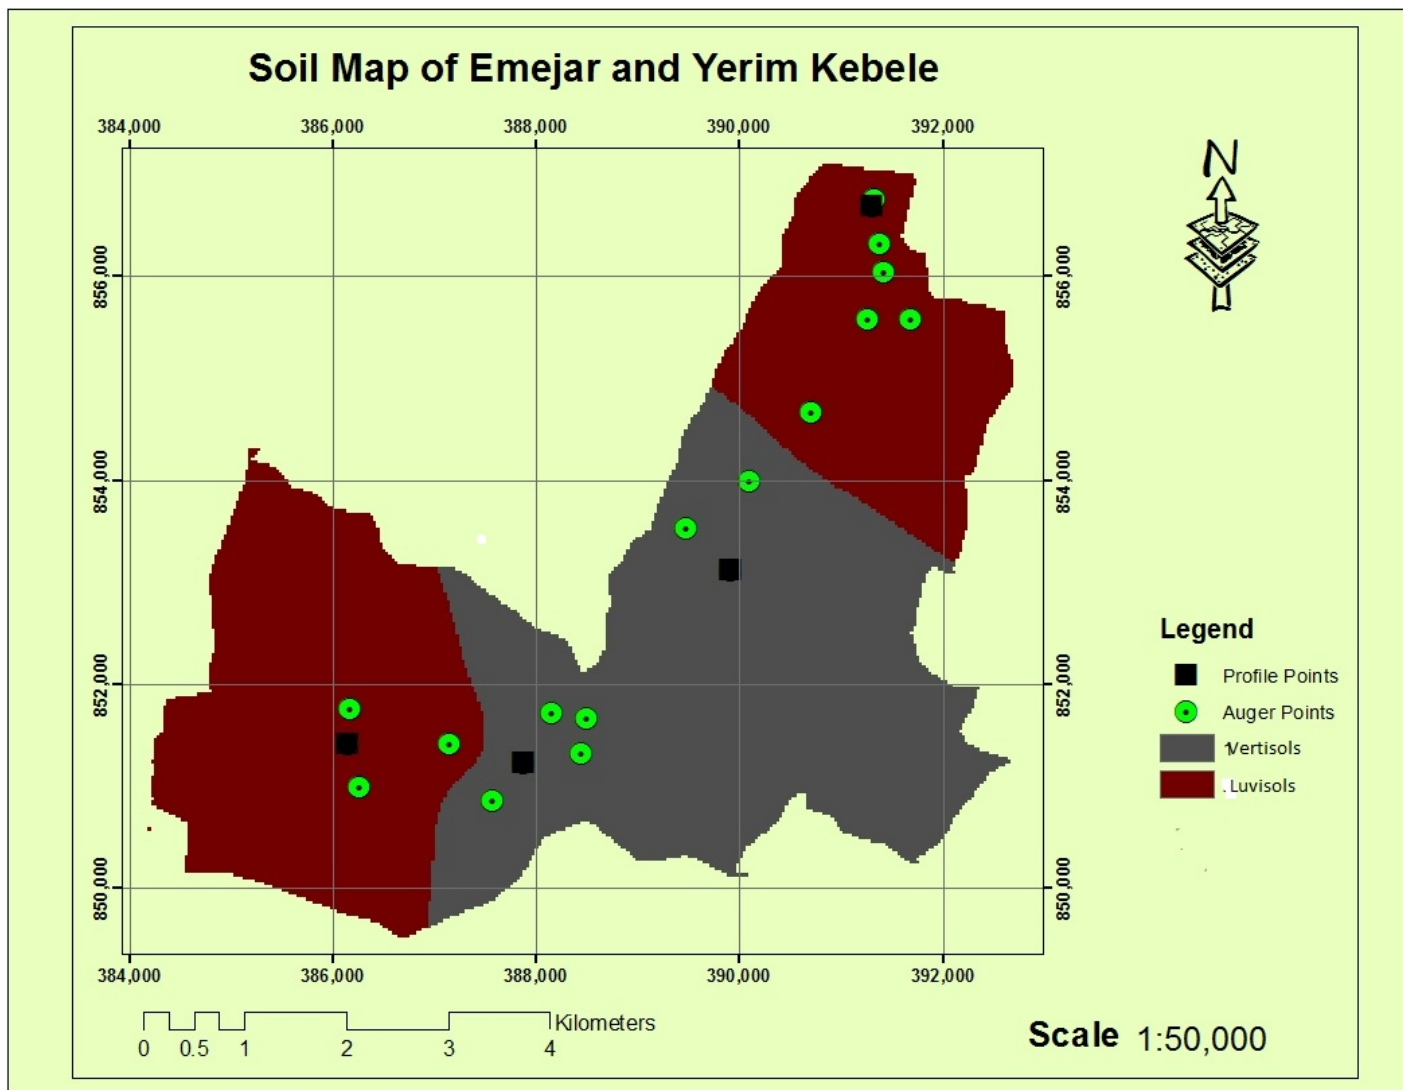 Soil Map of Emejar and Yerim Kebele
384,000 386,000 388,000 390,000 392,000
N
856,000 856,000
854,000 854,000
852,000 852,000
850,000 850,000
Legend
Profile Points
Auger Points
Vertisols
Luvisols
384,000 386,000 388,000 390,000 392,000
Kilometers
0 0.5 1 2 3 4
Scale 1:50,000